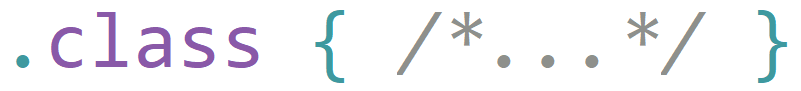 .class { /*...*/ }